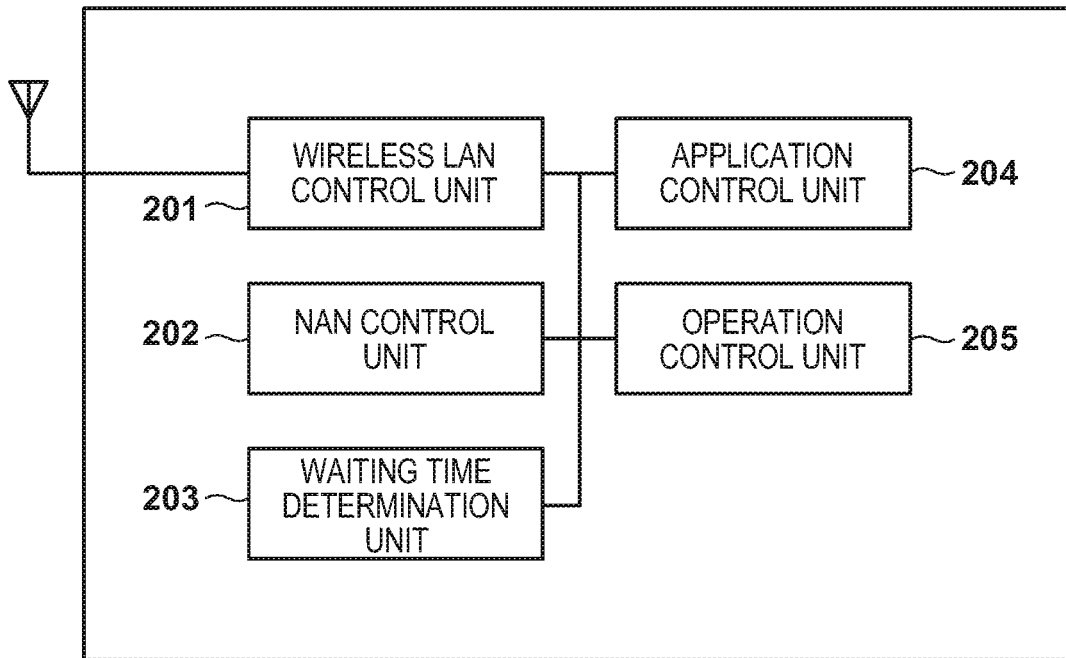 WIRELESS LAN
CONTROL UNIT
201
APPLICATION
CONTROL UNIT
204
NAN CONTROL
UNIT
202
OPERATION
CONTROL UNIT
205
WAITING TIME
DETERMINATION
UNIT
203